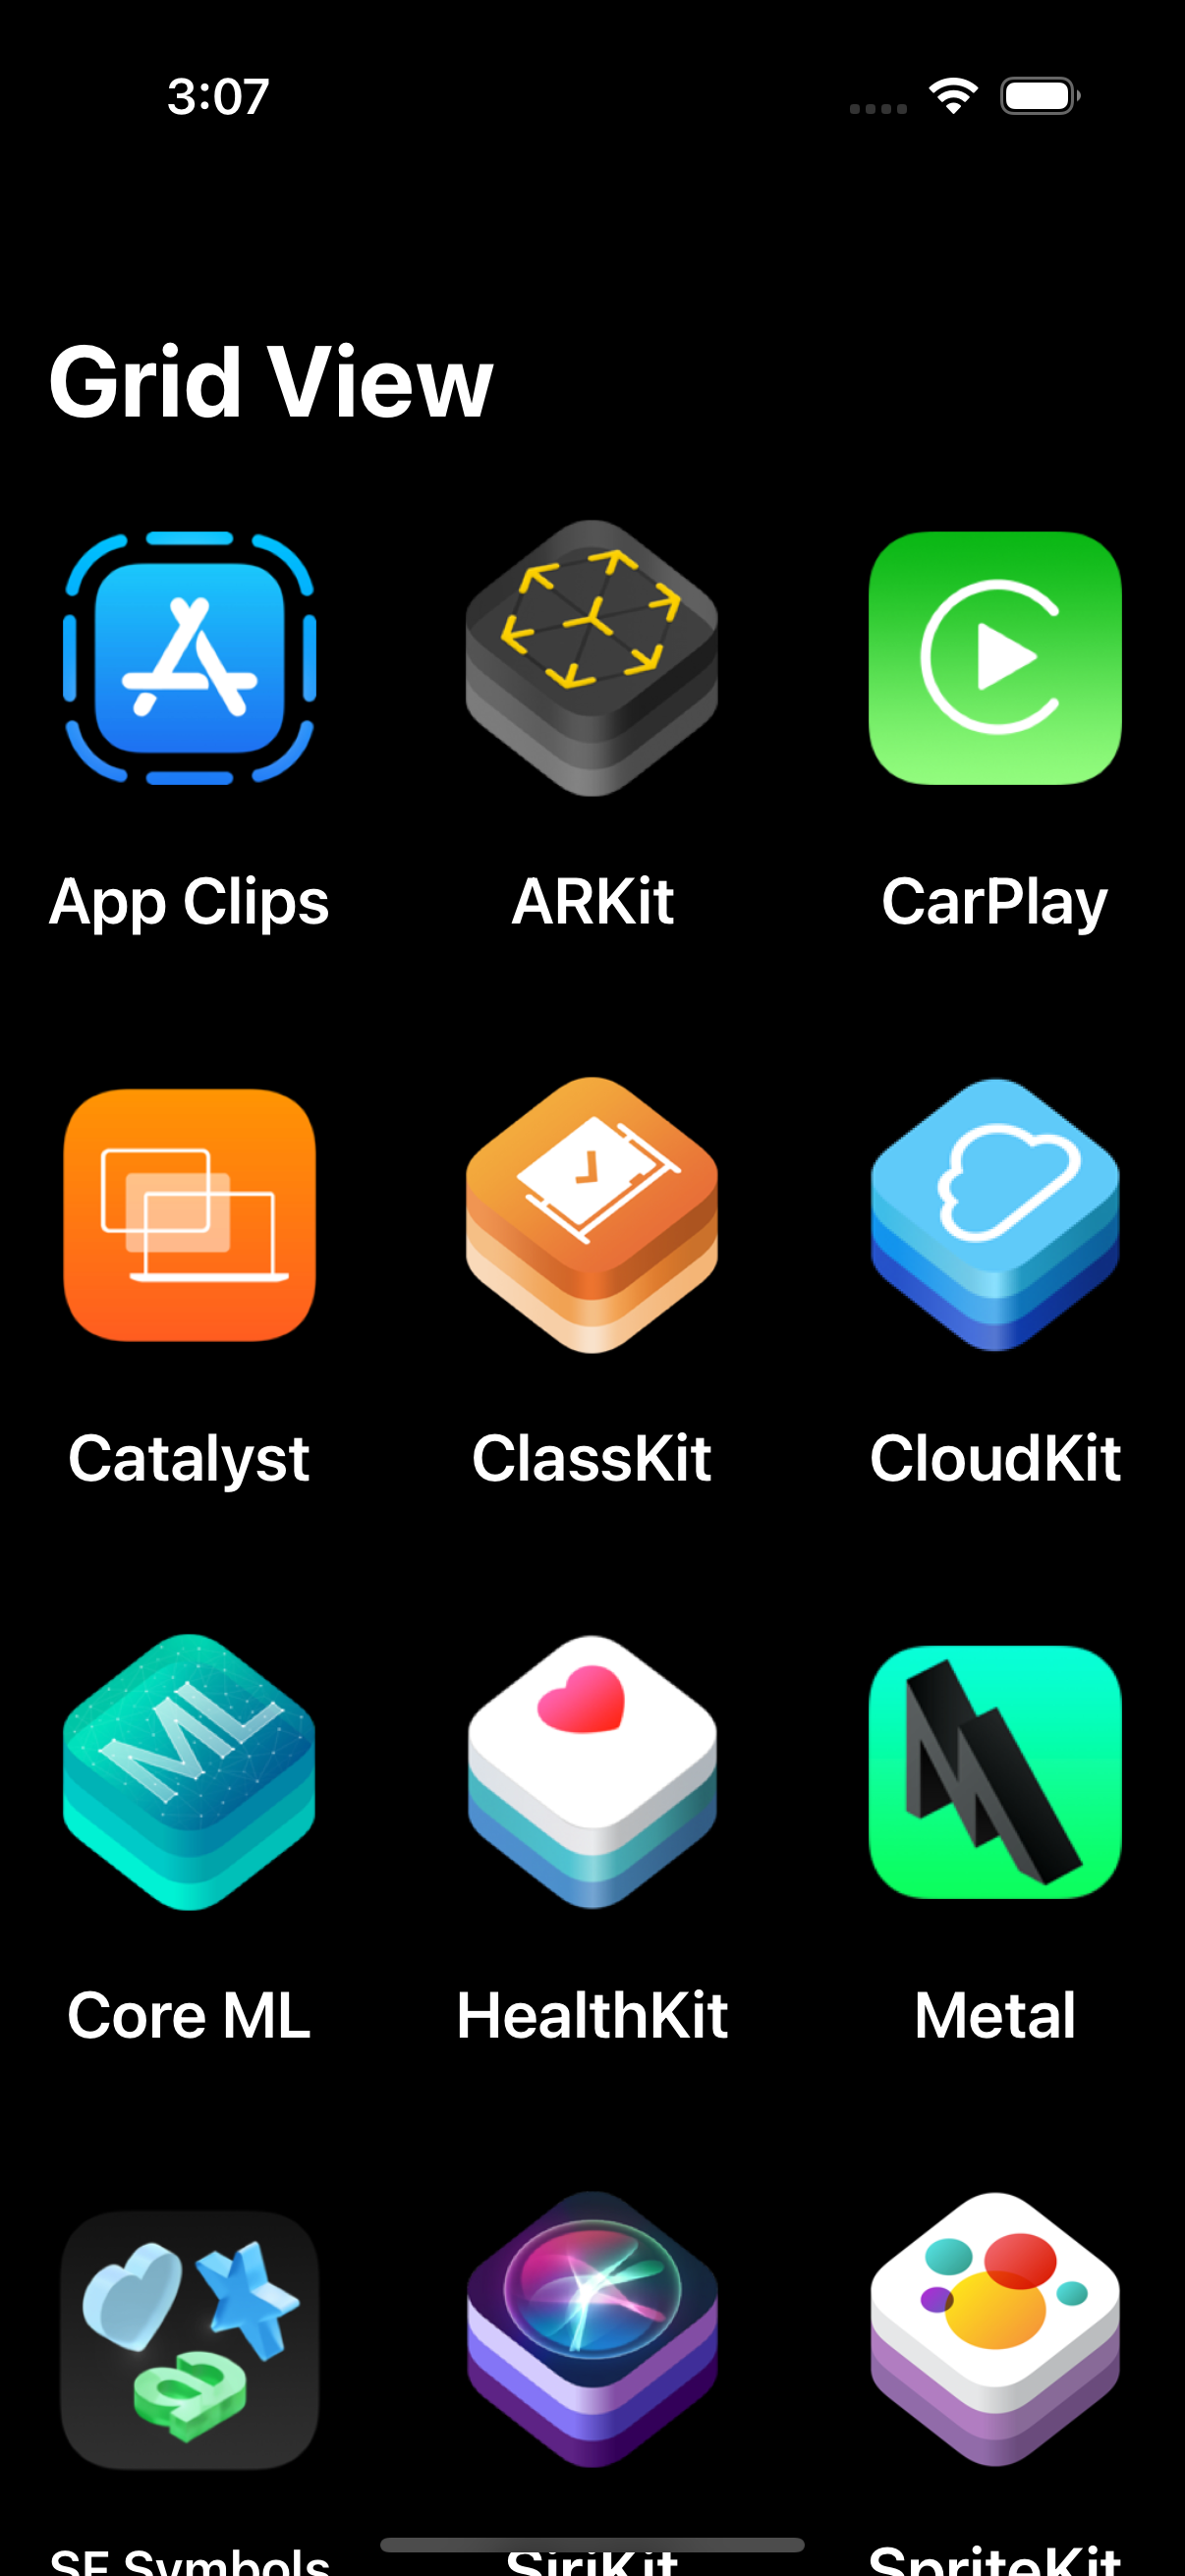 3:07
Grid View
App Clips ARKit CarPlay
Catalyst ClassKit CloudKit
ML
Core ML HealthKit Metal
a
SF Symbols SiriKit SpriteKit